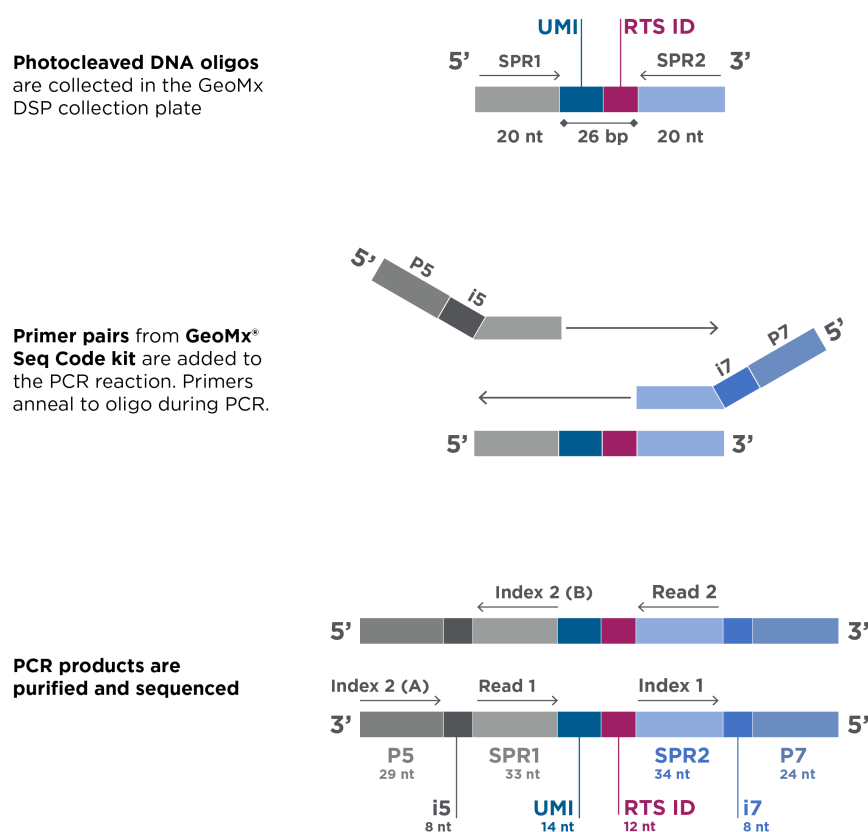 Photocleaved DNA oligos
are collected in the GeoMx
DSP collection plate
UMI
RTS ID
5’
SPR1
SPR2
3’
20 nt
26 bp
20 nt
Primer pairs from GeoMx®
Seq Code kit are added to
the PCR reaction. Primers
anneal to oligo during PCR.
5’
P5
i5
i7
P7
5’
5’
3’
PCR products are
purified and sequenced
Index 2 (B)
Read 2
5’
3’
Index 2 (A)
Read 1
Index 1
3’
5’
P5
29 nt
SPR1
33 nt
SPR2
34 nt
P7
24 nt
i5
8 nt
UMI
14 nt
RTS ID
12 nt
i7
8 nt